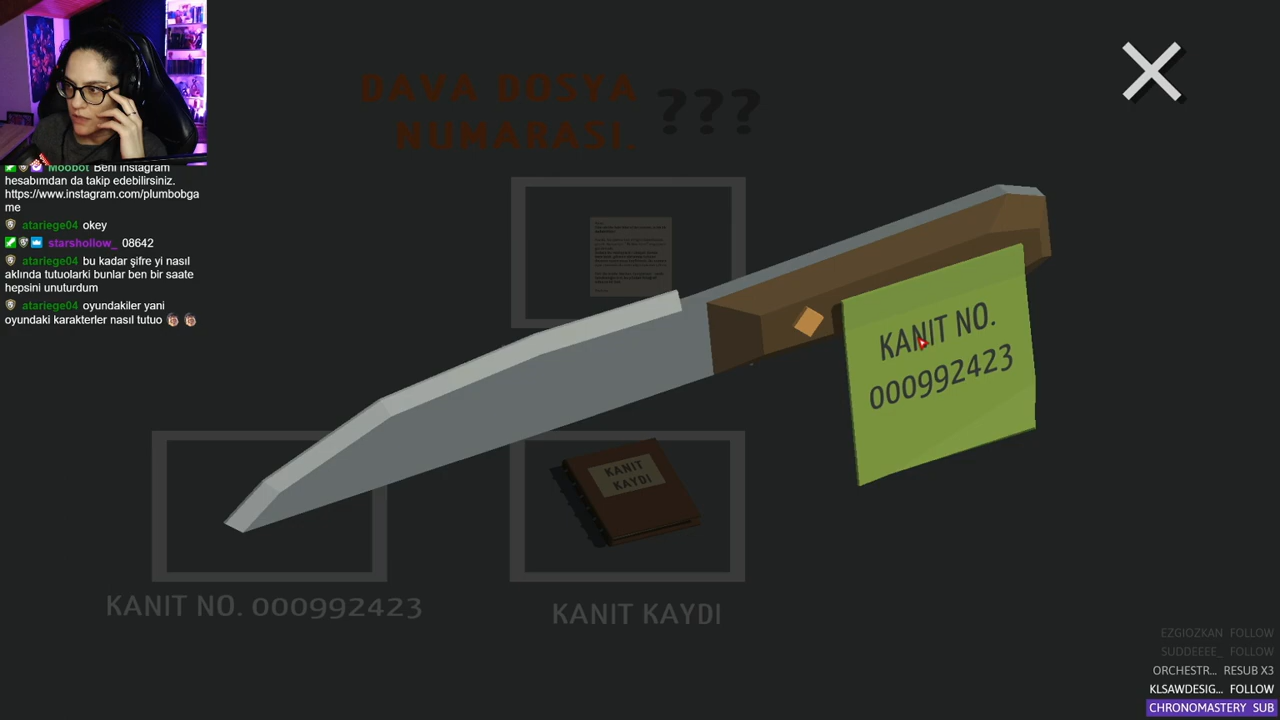 DAVA DOSYA
NUMARASI.
???
Moobot Beni instagram
hesabımdan da takip edebilirsiniz.
https://www.instagram.com/plumbobga
me
atariege04 okey
starshollow_ 08642
atariege04 bu kadar şifre yi nasıl
aklında tutuolarki bunlar ben bir saate
hepsini unuturdum
atariege04 oyundakiler yani
oyundaki karakterler nasıl tutuo
KANIT NO.
000992423
KANIT
KAYDI
KANIT NO. 000992423
KANIT KAYDI
EZGIOZKAN FOLLOW
SUDDEEEE_ FOLLOW
ORCHESTR... RESUB X3
KLSAWDESIG... FOLLOW
CHRONOMASTERY SUB